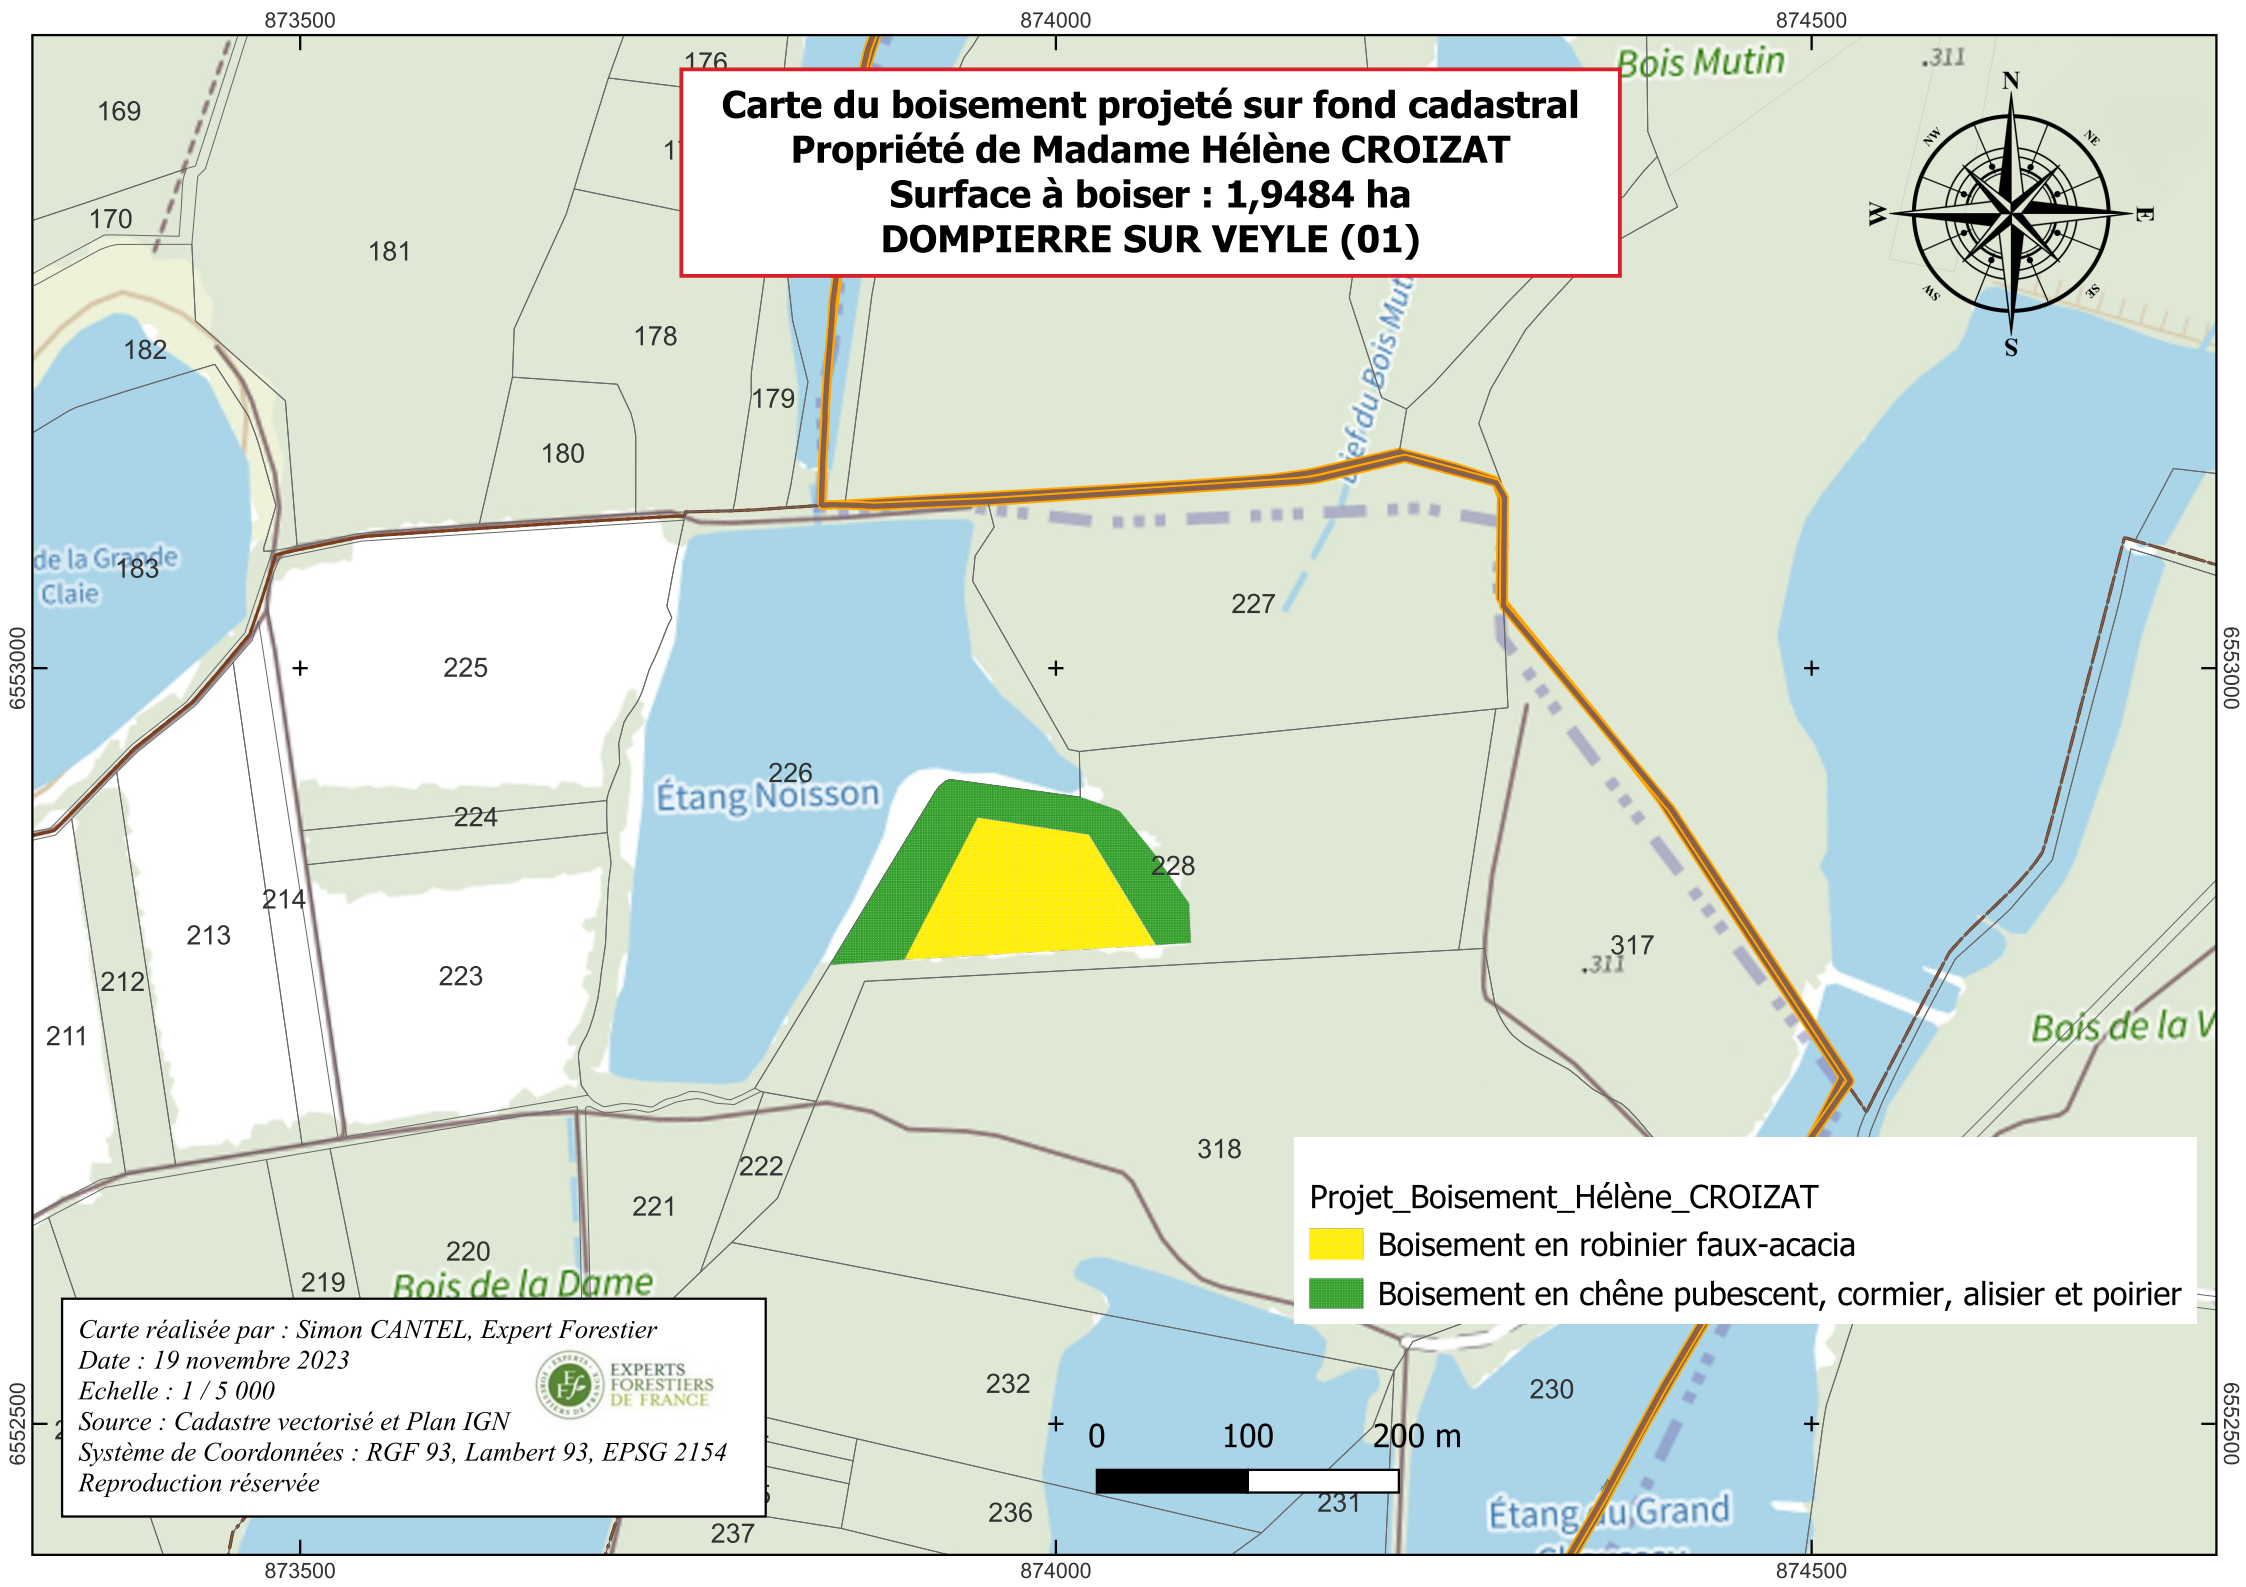 873500
874000
874500
176
Bois Mutin
.311
N
NW
NE
W
E
SW
SE
S
Carte du boisement projeté sur fond cadastral
Propriété de Madame Hélène CROIZAT
Surface à boiser : 1,9484 ha
DOMPIERRE SUR VEYLE (01)
169
170
181
182
178
179
180
183
de la Grande
Claie
227
6553000
6553000
225
226
Étang Noisson
224
228
214
213
223
212
211
317
.311
Bois de la V
318
222
221
220
219
Bois de la Dame
Projet_Boisement_Hélène_CROIZAT
Boisement en robinier faux-acacia
Boisement en chêne pubescent, cormier, alisier et poirier
Carte réalisée par : Simon CANTEL, Expert Forestier
Date : 19 novembre 2023
Echelle : 1 / 5 000
Source : Cadastre vectorisé et Plan IGN
Système de Coordonnées : RGF 93, Lambert 93, EPSG 2154
Reproduction réservée
EXPERTS
FORESTIERS
DE FRANCE
232
230
6552500
6552500
0 100 200 m
231
236
237
Étang du Grand
873500
874000
874500